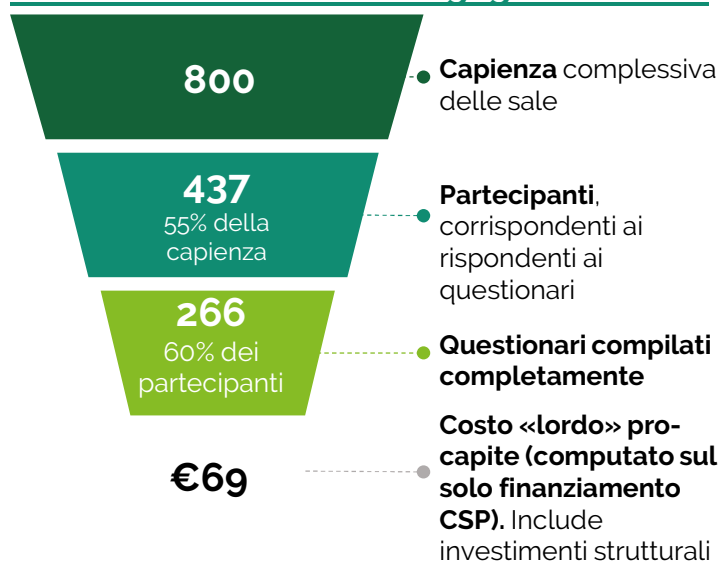 800
Capienza complessiva
delle sale
437
55% della
capienza
Partecipanti,
corrispondenti ai
rispondenti ai
questionari
266
60% dei
partecipanti
Questionari compilati
completamente
€69
Costo «lordo» pro-
capite (computato sul
solo finanziamento
CSP). Include
investimenti strutturali